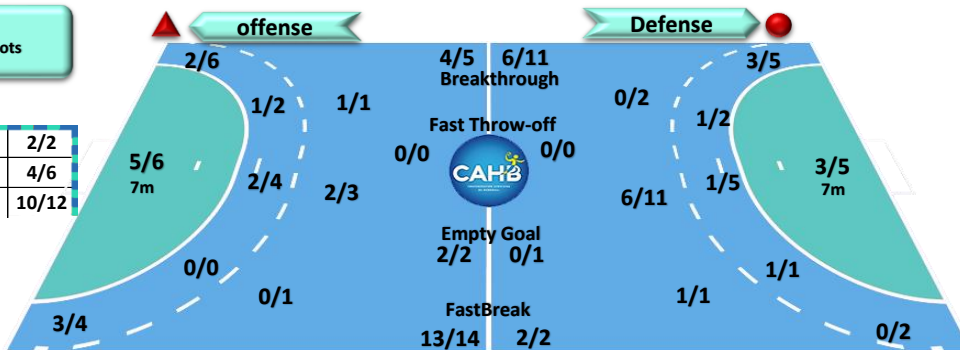 offense
Defense
ots
2/6
4/5
6/11
3/5
Breakthrough
1/2
1/1
0/2
1/2
Fast Throw-off
0/0
0/0
2/2
4/6
10/12
5/6
7m
CAHB
3/5
7m
2/4
2/3
6/11
1/5
Empty Goal
2/2
0/1
0/0
1/1
0/1
1/1
FastBreak
3/4
13/14
2/2
0/2